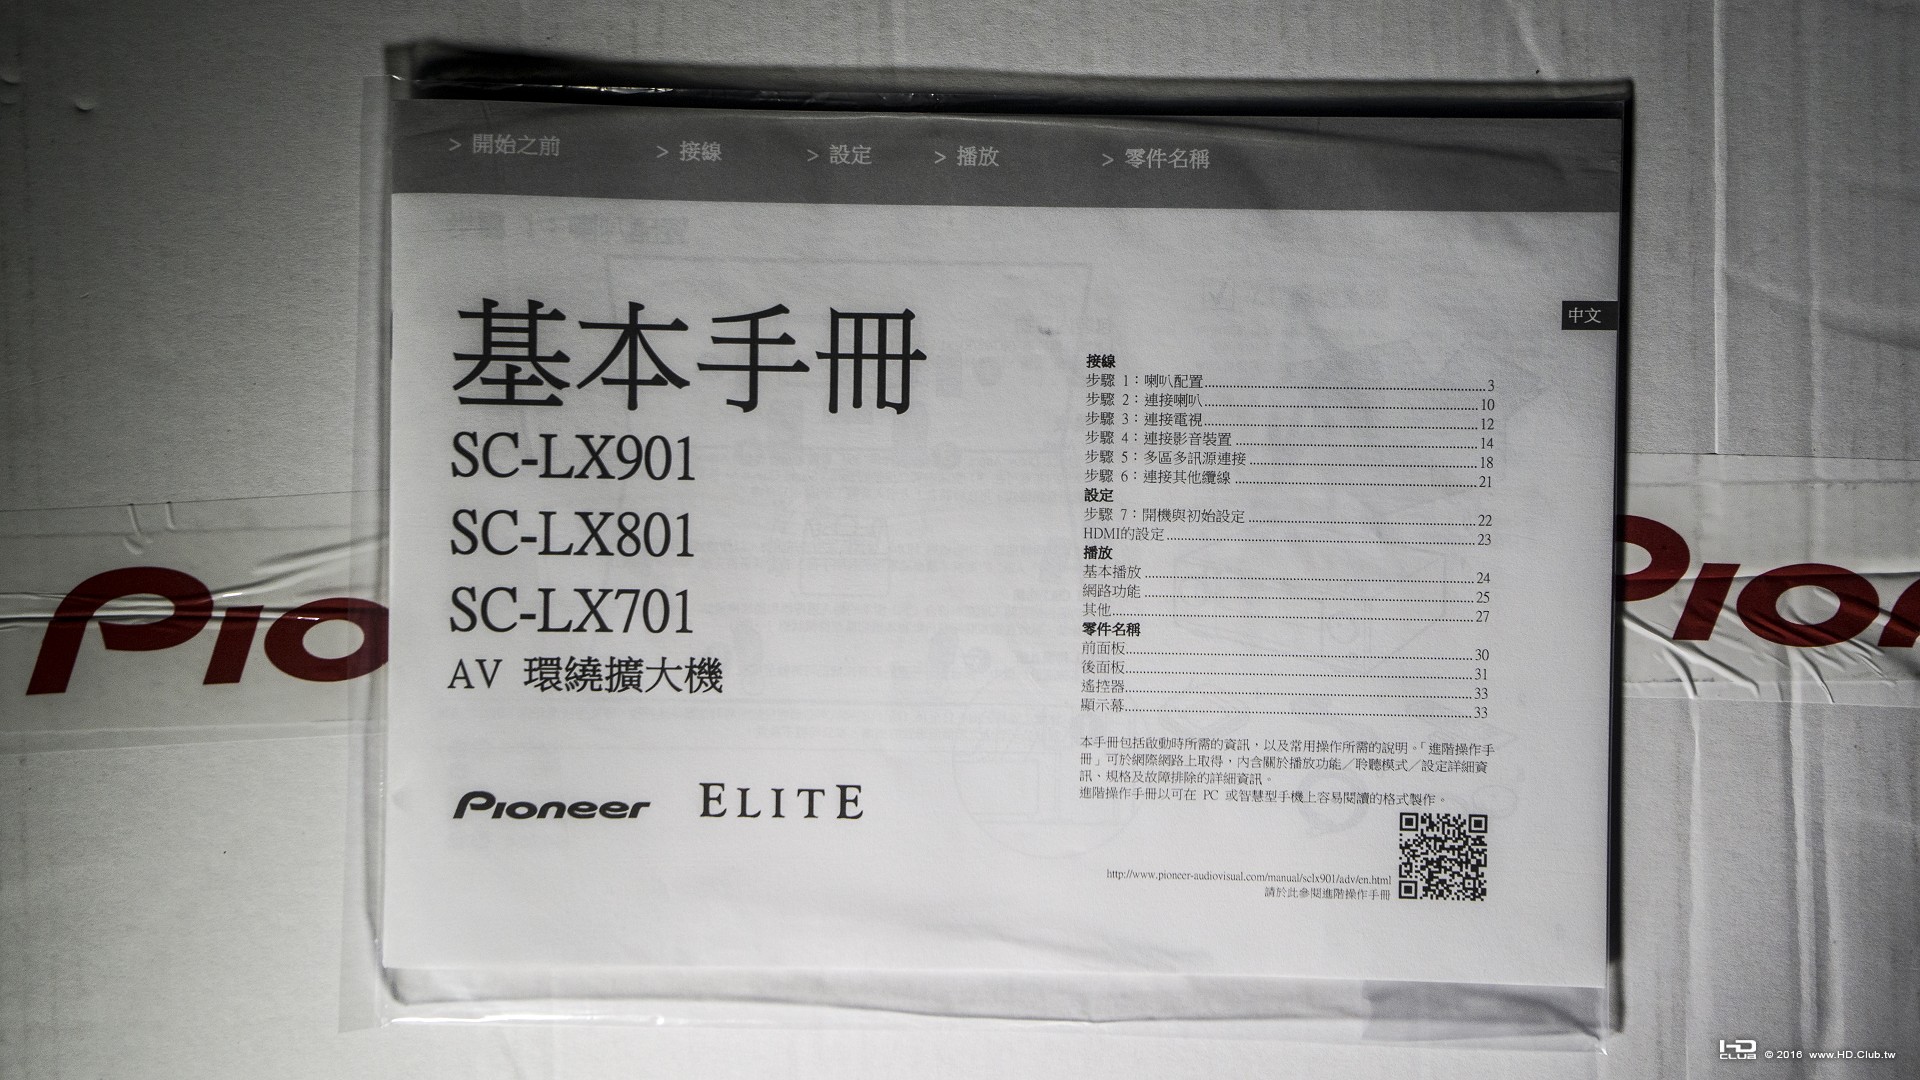 > 開始之前 > 接線 > 設定 > 播放 > 零件名稱
中文
基本手冊
SC-LX901
SC-LX801
SC-LX701
AV 環繞擴大機
Pioneer ELITE
接線
步驟 1：喇叭配置 3
步驟 2：連接喇叭 10
步驟 3：連接電視 12
步驟 4：連接影音裝置 14
步驟 5：多區多訊源連接 18
步驟 6：連接其他纜線 21
設定
步驟 7：開機與初始設定 22
HDMI的設定 23
播放
基本播放 24
網路功能 25
其他 27
零件名稱
前面板 30
後面板 31
遙控器 33
顯示幕 33
本手冊包括啟動時所需的資訊，以及常用操作所需的說明。「進階操作手
冊」可於網際網路上取得，內含關於播放功能／聆聽模式／設定詳細資
訊、規格及故障排除的詳細資訊。
進階操作手冊以可在 PC 或智慧型手機上容易閱讀的格式製作。
http://www.pioneer-audiovisual.com/manual/sclx901/adv/en.html
請於此參閱進階操作手冊
Pio
Pio
HD CLUB © 2016 www.HD.Club.tw